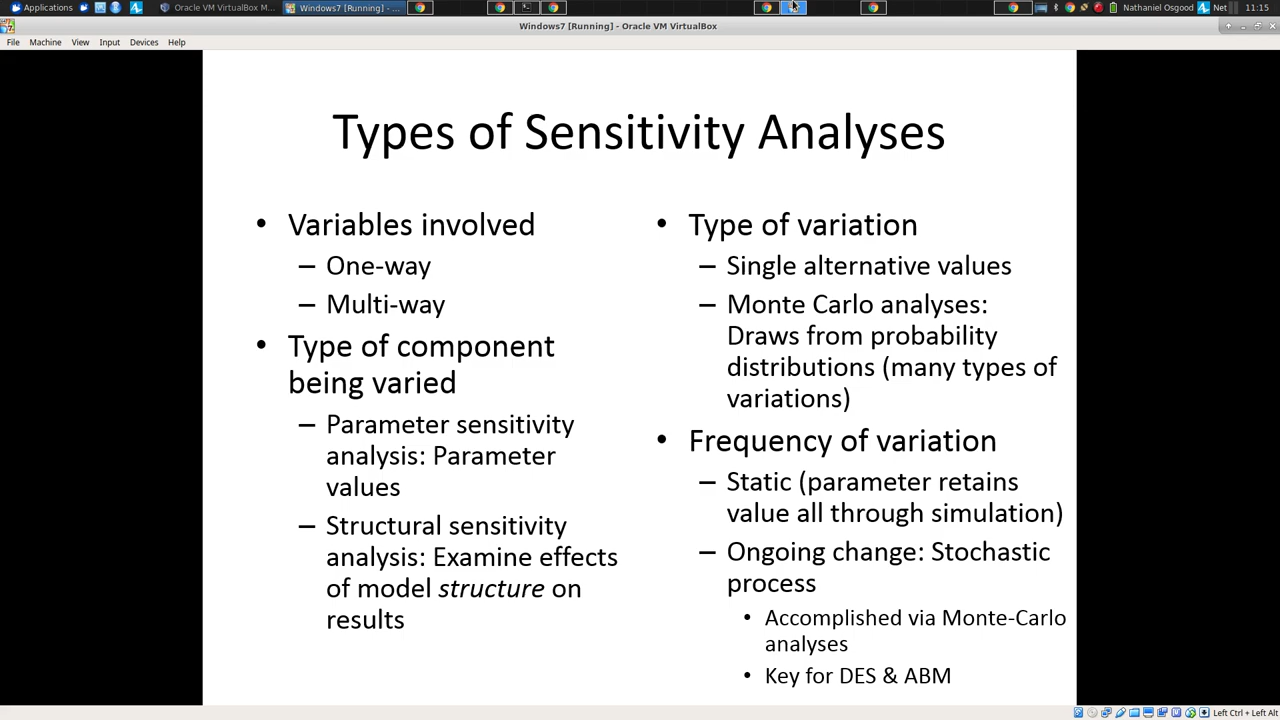 Applications
Oracle VM VirtualBox M...
Windows7 [Running] - ...
Nathaniel Osgood
Net
11:15
Windows7 [Running] - Oracle VM VirtualBox
File Machine View Input Devices Help
Types of Sensitivity Analyses
• Variables involved
– One-way
– Multi-way
• Type of component
being varied
– Parameter sensitivity
analysis: Parameter
values
– Structural sensitivity
analysis: Examine effects
of model structure on
results
• Type of variation
– Single alternative values
– Monte Carlo analyses:
Draws from probability
distributions (many types of
variations)
• Frequency of variation
– Static (parameter retains
value all through simulation)
– Ongoing change: Stochastic
process
• Accomplished via Monte-Carlo
analyses
• Key for DES & ABM
Left Ctrl + Left Alt